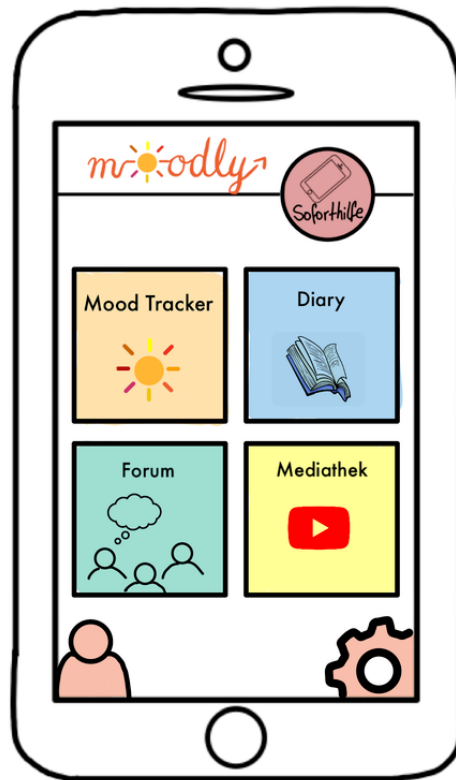 moodly
Soforthilfe
Mood Tracker
Diary
Forum
Mediathek